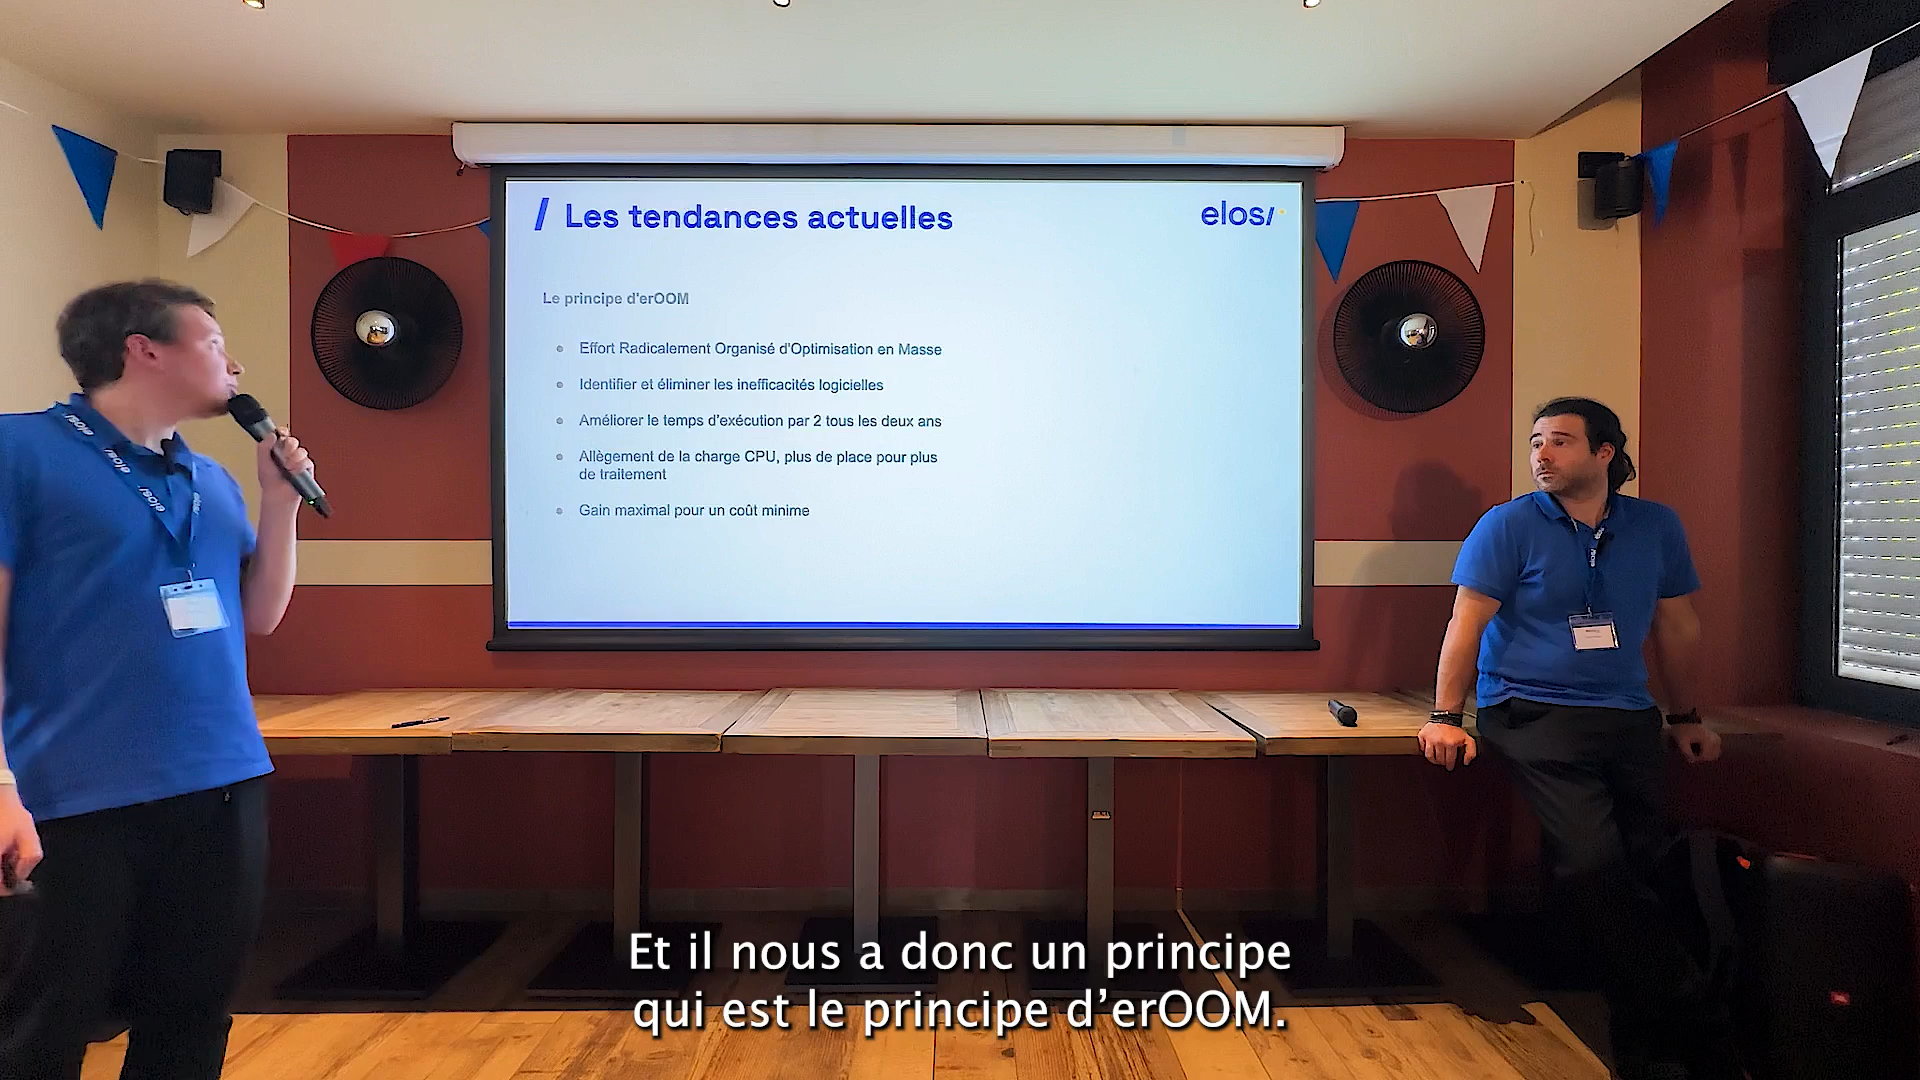 / Les tendances actuelles
elosi
Le principe d'erOOM
Effort Radicalement Organisé d'Optimisation en Masse
Identifier et éliminer les inefficacités logicielles
Améliorer le temps d'exécution par 2 tous les deux ans
Allègement de la charge CPU, plus de place pour plus
de traitement
Gain maximal pour un coût minime
elosi
elosi
elosi
Et il nous a donc un principe
qui est le principe d’erOOM.